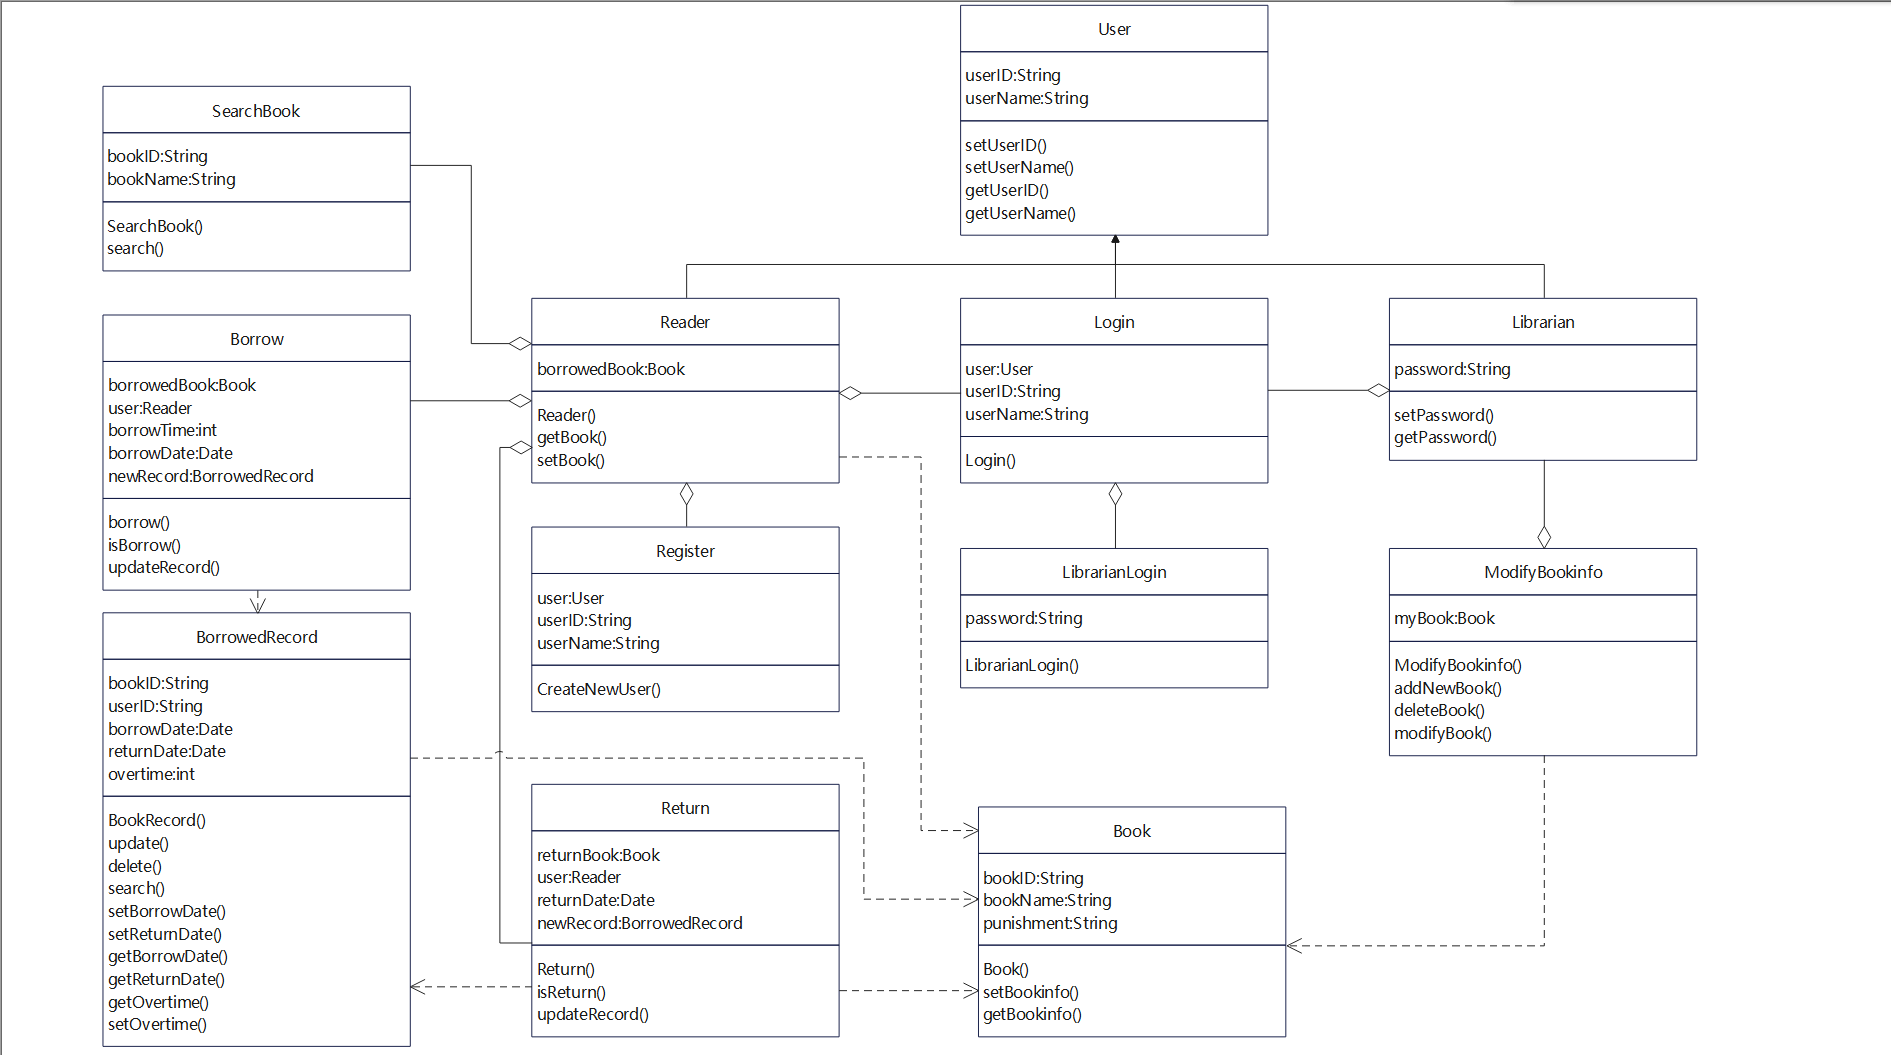 User
userID:String
userName:String
setUserID()
setUserName()
getUserID()
getUserName()
SearchBook
bookID:String
bookName:String
SearchBook()
search()
Borrow
borrowedBook:Book
user:Reader
borrowTime:int
borrowDate:Date
newRecord:BorrowedRecord
borrow()
isBorrow()
updateRecord()
Reader
borrowedBook:Book
Reader()
getBook()
setBook()
Login
user:User
userID:String
userName:String
Login()
Librarian
password:String
setPassword()
getPassword()
Register
user:User
userID:String
userName:String
CreateNewUser()
LibrarianLogin
password:String
LibrarianLogin()
ModifyBookinfo
myBook:Book
ModifyBookinfo()
addNewBook()
deleteBook()
modifyBook()
BorrowedRecord
bookID:String
userID:String
borrowDate:Date
returnDate:Date
overtime:int
BookRecord()
update()
delete()
search()
setBorrowDate()
setReturnDate()
getBorrowDate()
getReturnDate()
getOvertime()
setOvertime()
Return
returnBook:Book
user:Reader
returnDate:Date
newRecord:BorrowedRecord
Return()
isReturn()
updateRecord()
Book
bookID:String
bookName:String
punishment:String
Book()
setBookinfo()
getBookinfo()